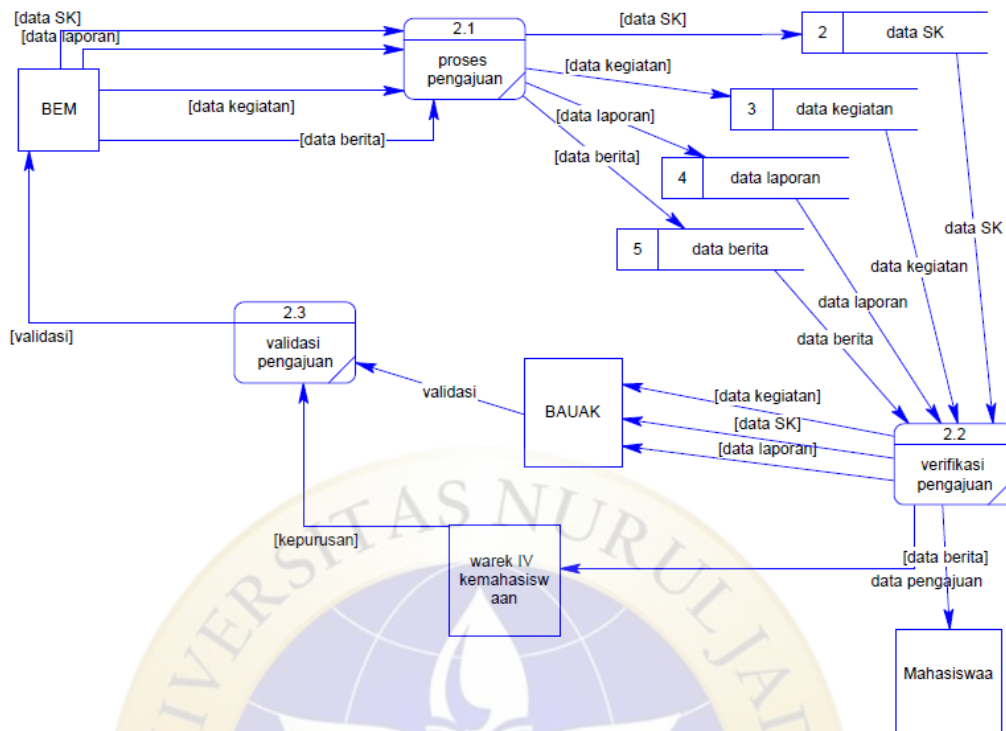 [data SK]
[data laporan]
BEM
[data kegiatan]
[data berita]
2.1
proses
pengajuan
[data SK]
[data kegiatan]
[data laporan]
[data berita]
2 data SK
3 data kegiatan
4 data laporan
5 data berita
data SK
data kegiatan
data laporan
data berita
[validasi]
2.3
validasi
pengajuan
validasi
BAUAK
[data kegiatan]
[data SK]
[data laporan]
2.2
verifikasi
pengajuan
[kepurusan]
warek IV
kemahasisw
aan
[data berita]
data pengajuan
Mahasiswaa
UNIVERSITAS NURUL JAD